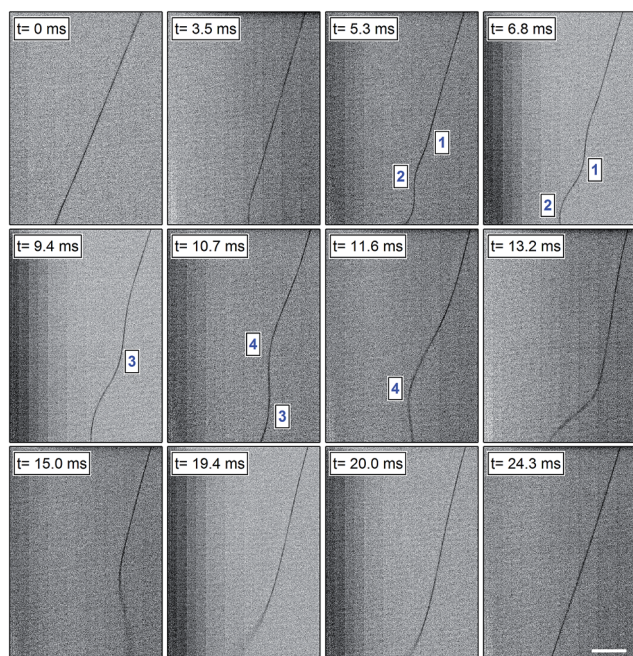 t= 0 ms
t= 3.5 ms
t= 5.3 ms
1
2
t= 6.8 ms
1
2
t= 9.4 ms
3
t= 10.7 ms
4
3
t= 11.6 ms
4
t= 13.2 ms
t= 15.0 ms
t= 19.4 ms
t= 20.0 ms
t= 24.3 ms